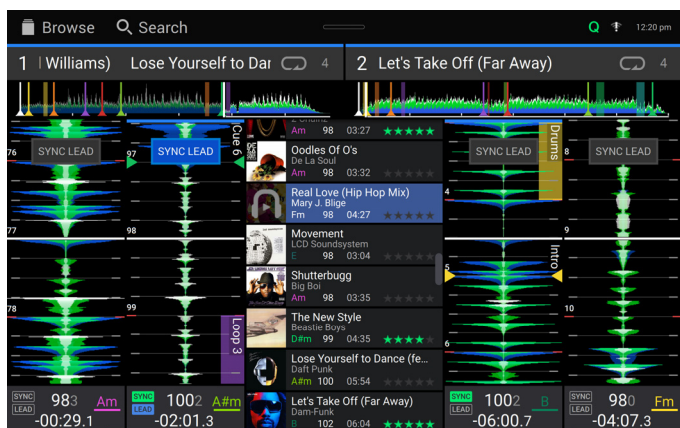 Browse Search Q 12:20 pm
1 | Williams) Lose Yourself to Dar 4
2 Let's Take Off (Far Away) 4
76
SYNC LEAD
77
78
97
SYNC LEAD
Cue 6
98
99
Loop 3
2 Chainz
Am 98 03:27 ★★★★★
Oodles Of O's
De La Soul
Am 98 03:32 ★★★★★
Real Love (Hip Hop Mix)
Mary J. Blige
Fm 98 04:27 ★★★★★
Movement
LCD Soundsystem
E 98 03:04 ★★★★★
Shutterbugg
Big Boi
Am 98 03:35 ★★★★★
The New Style
Beastie Boys
D#m 99 04:35 ★★★★★
Lose Yourself to Dance (fe...
Daft Punk
A#m 100 05:54 ★★★★★
Let's Take Off (Far Away)
Dam-Funk
B 102 06:04 ★★★★★
SYNC LEAD
Drums
4
5
Intro
6
SYNC LEAD
8
9
10
SYNC LEAD 983 Am
-00:29.1
SYNC LEAD 1002 A#m
-02:01.3
SYNC LEAD 1002 B
-06:00.7
SYNC LEAD 980 Fm
-04:07.3